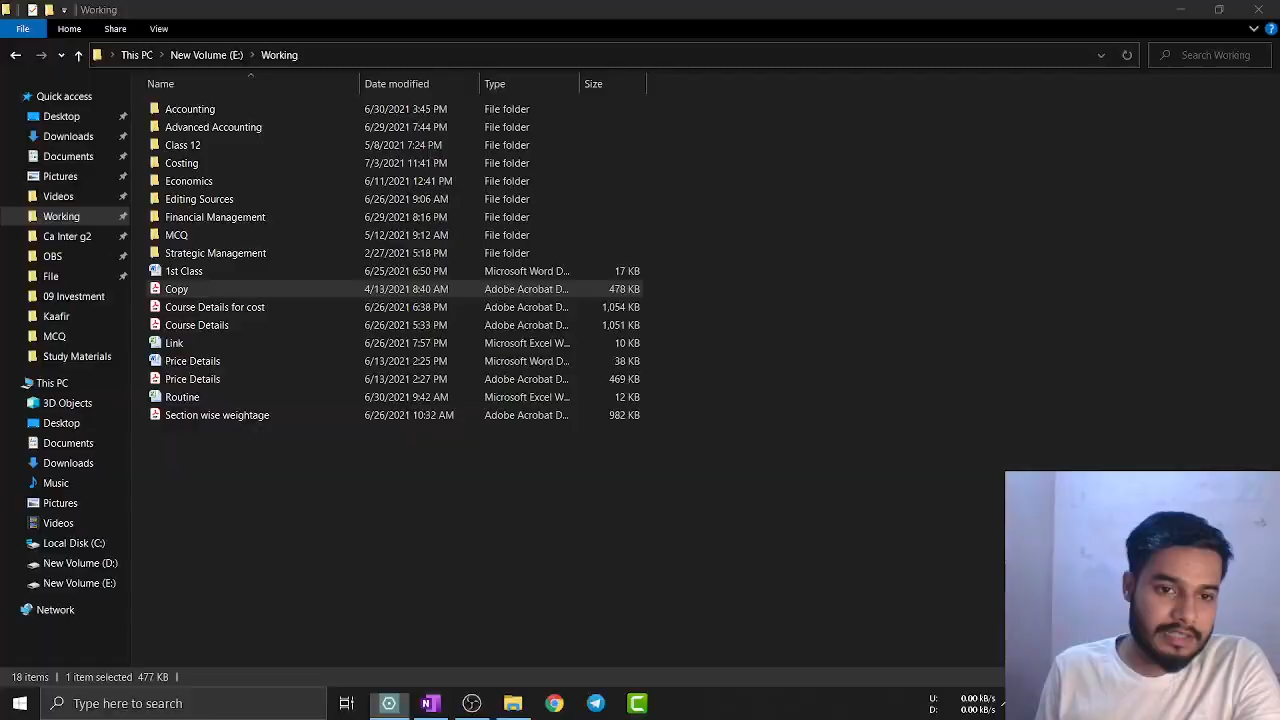 Working
File Home Share View
This PC New Volume (E:) Working Search Working
Name Date modified Type Size
Quick access
Desktop
Downloads
Documents
Pictures
Videos
Working
Ca Inter g2
OBS
File
09 Investment
Kaafir
MCQ
Study Materials
This PC
3D Objects
Desktop
Documents
Downloads
Music
Pictures
Videos
Local Disk (C:)
New Volume (D:)
New Volume (E:)
Network
Accounting 6/30/2021 3:45 PM File folder
Advanced Accounting 6/29/2021 7:44 PM File folder
Class 12 5/8/2021 7:24 PM File folder
Costing 7/3/2021 11:41 PM File folder
Economics 6/11/2021 12:41 PM File folder
Editing Sources 6/26/2021 9:06 AM File folder
Financial Management 6/29/2021 8:16 PM File folder
MCQ 5/12/2021 9:12 AM File folder
Strategic Management 2/27/2021 5:18 PM File folder
1st Class 6/25/2021 6:50 PM Microsoft Word D... 17 KB
Copy 4/13/2021 8:40 AM Adobe Acrobat D... 478 KB
Course Details for cost 6/26/2021 6:38 PM Adobe Acrobat D... 1,054 KB
Course Details 6/26/2021 5:33 PM Adobe Acrobat D... 1,051 KB
Link 6/26/2021 7:57 PM Microsoft Excel W... 10 KB
Price Details 6/13/2021 2:25 PM Microsoft Word D... 38 KB
Price Details 6/13/2021 2:27 PM Adobe Acrobat D... 469 KB
Routine 6/30/2021 9:42 AM Microsoft Excel W... 12 KB
Section wise weightage 6/26/2021 10:32 AM Adobe Acrobat D... 982 KB
18 items 1 item selected 477 KB
Type here to search
U: 0.00 kB/s
D: 0.00 kB/s